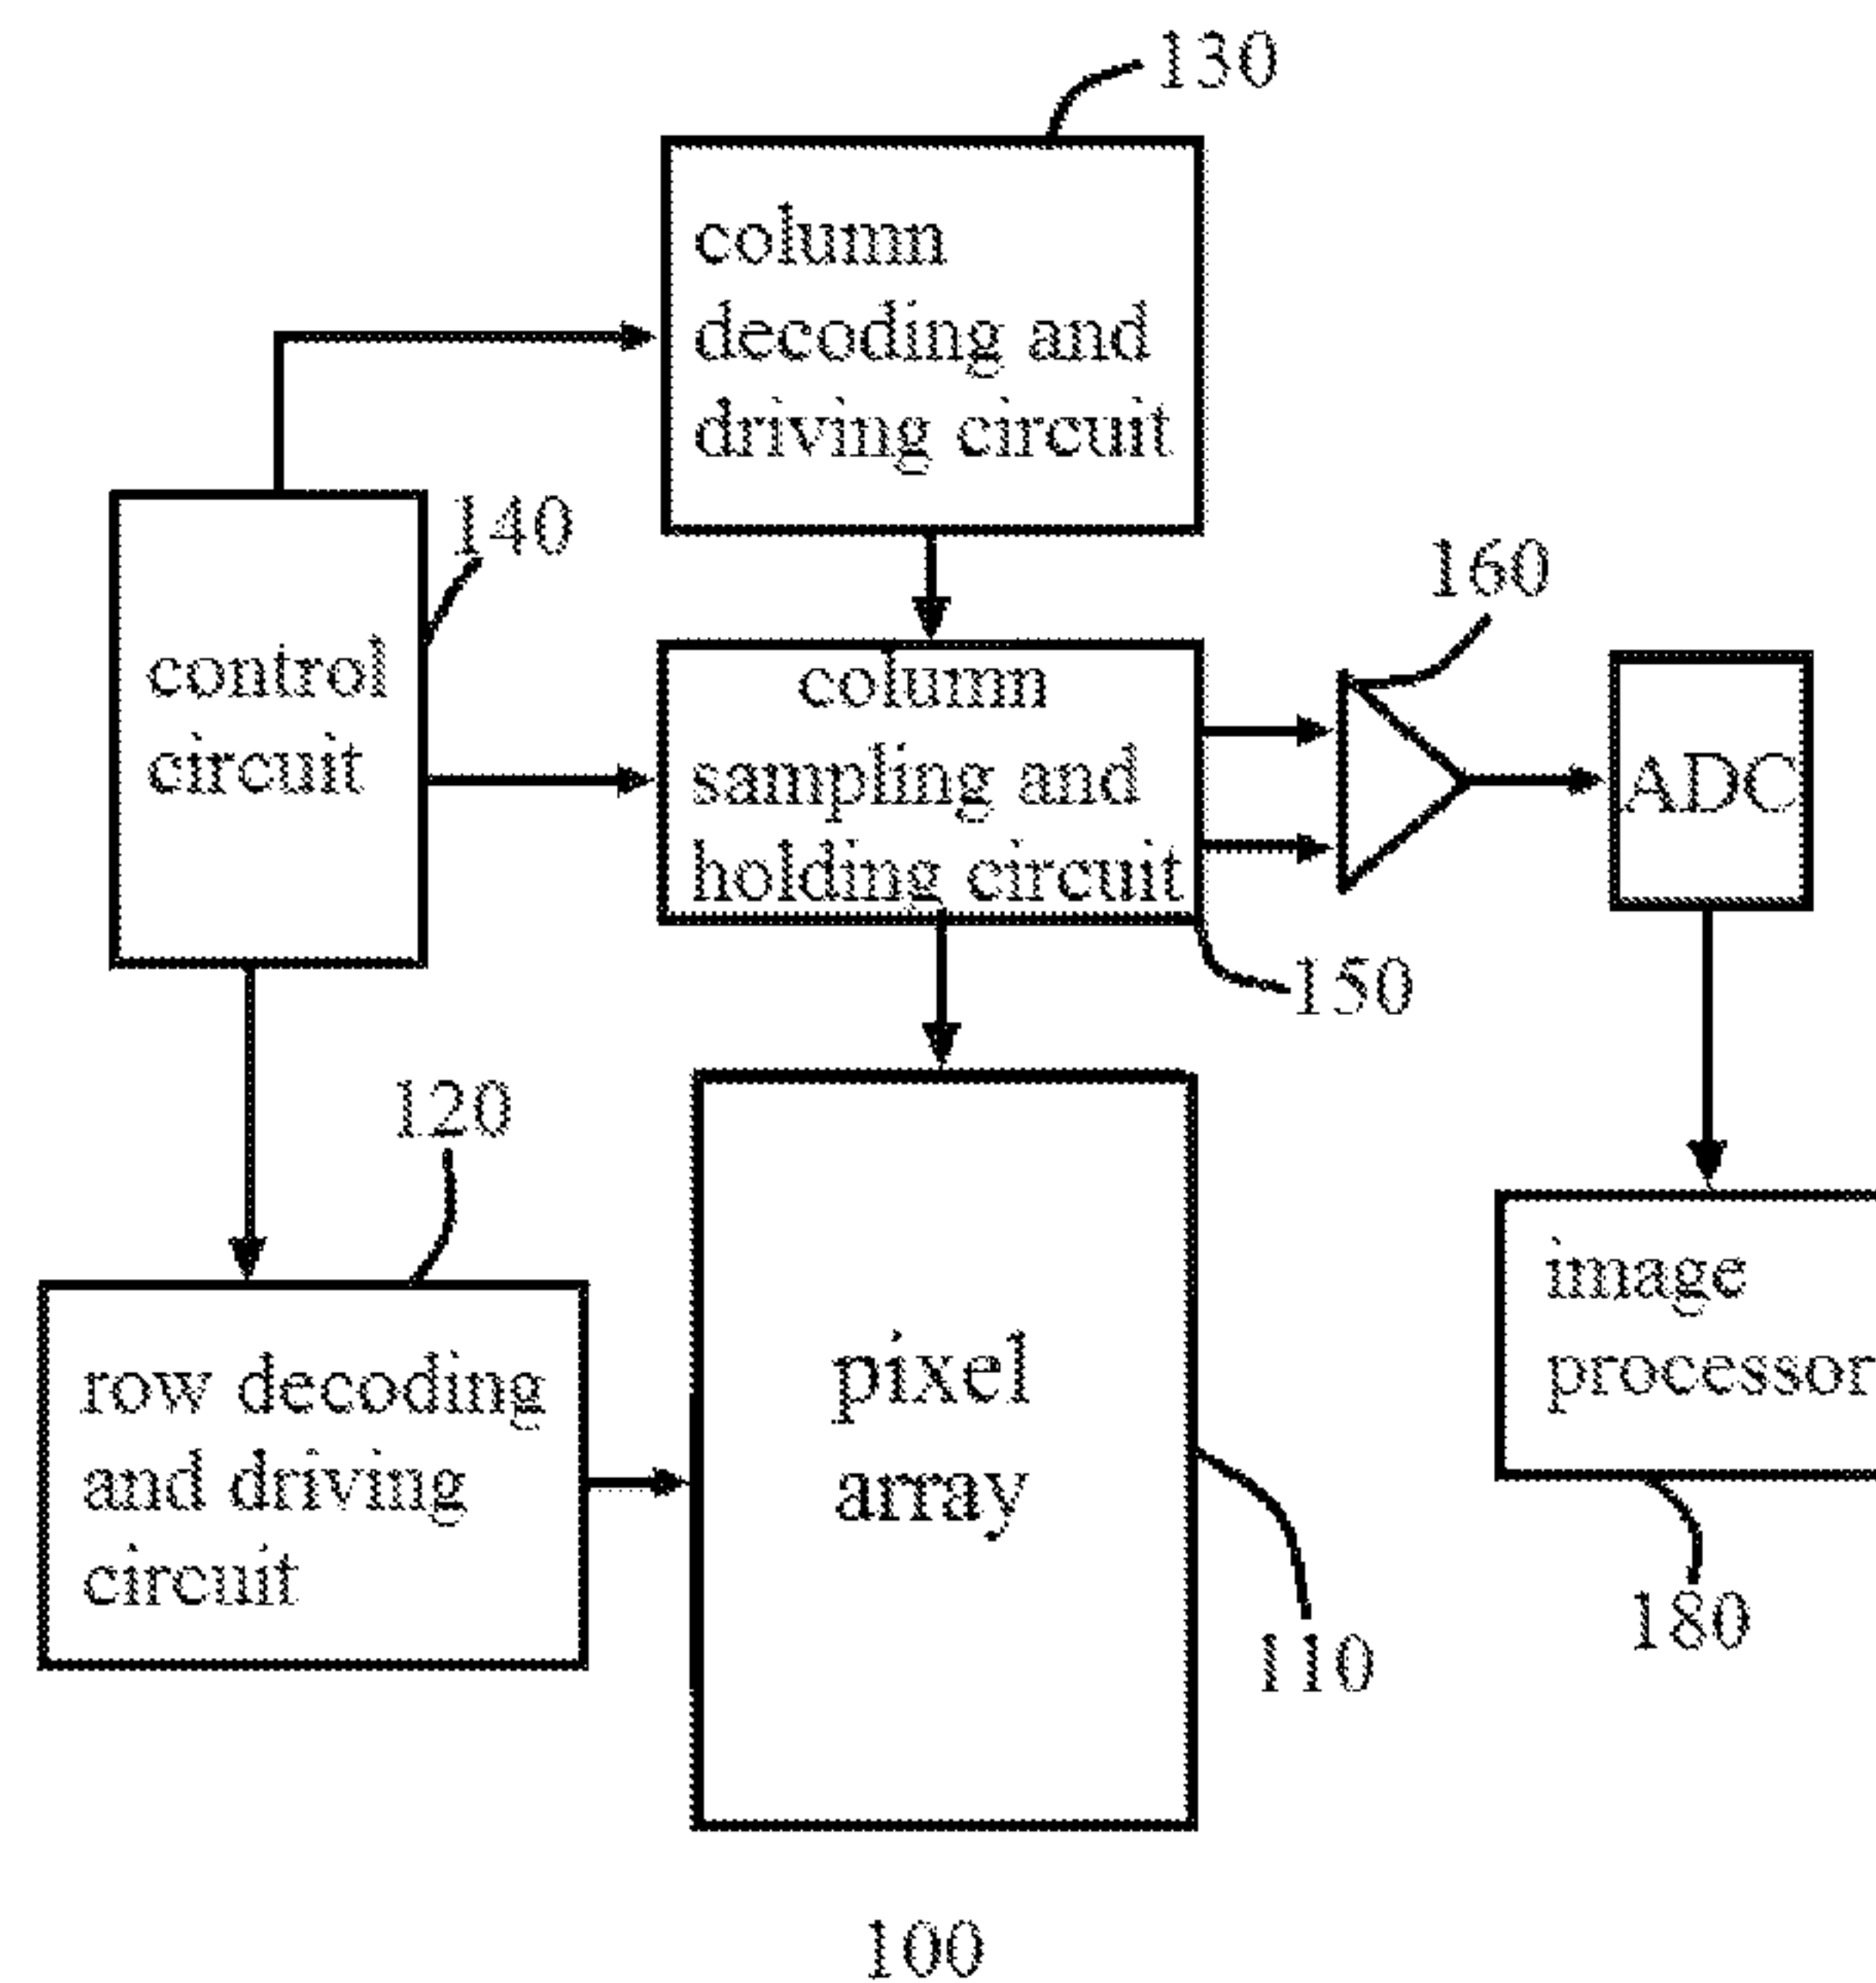 130
column
decoding and
driving circuit
140
160
control
circuit
column
sampling and
holding circuit
ADC
150
120
image
processor
row decoding
and driving
circuit
pixel
array
180
110
100